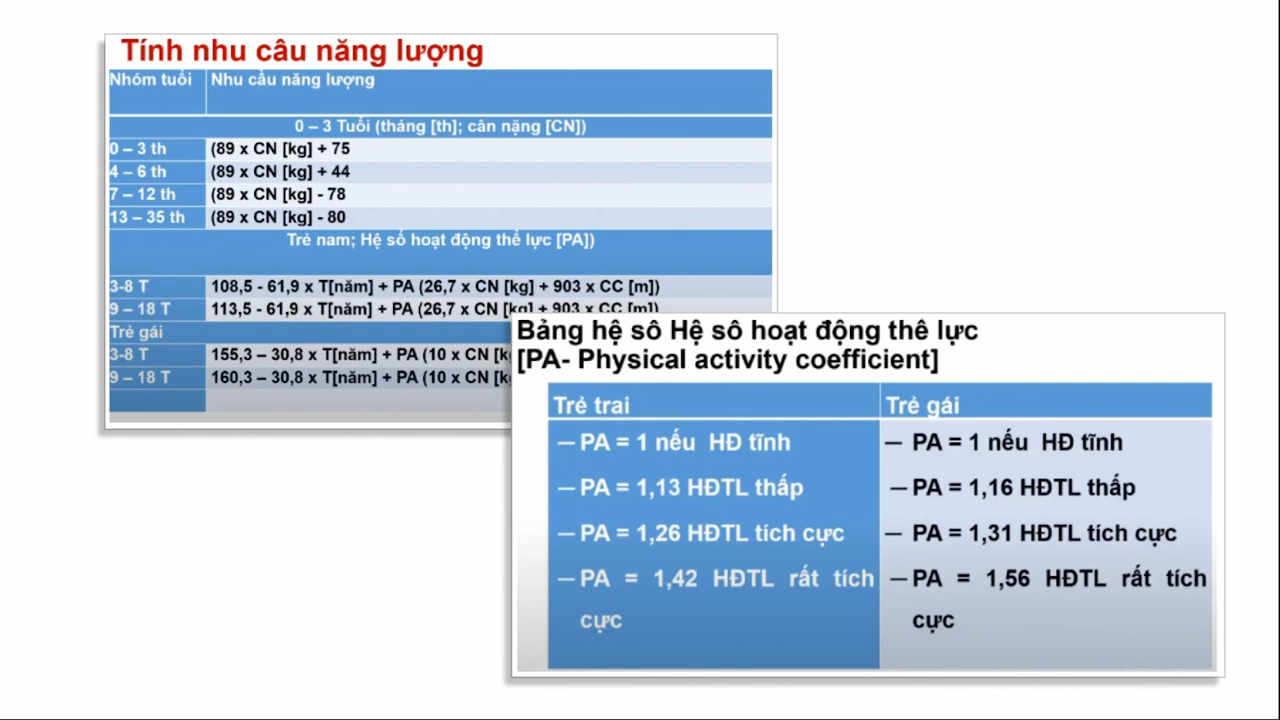 Tính nhu câu năng lượng
Nhóm tuổi Nhu cầu năng lượng
0 – 3 Tuổi (tháng [th]; cân nặng [CN])
0 – 3 th (89 x CN [kg] + 75
4 – 6 th (89 x CN [kg] + 44
7 – 12 th (89 x CN [kg] - 78
13 – 35 th (89 x CN [kg] - 80
Trẻ nam; Hệ số hoạt động thể lực [PA])
3-8 T 108,5 - 61,9 x T[năm] + PA (26,7 x CN [kg] + 903 x CC [m])
9 – 18 T 113,5 - 61,9 x T[năm] + PA (26,7 x CN [kg] + 903 x CC [m])
Trẻ gái
3-8 T 155,3 – 30,8 x T[năm] + PA (10 x CN
9 – 18 T 160,3 – 30,8 x T[năm] + PA (10 x CN
Bảng hệ sô Hệ sô hoạt động thê lực
[PA- Physical activity coefficient]
Trẻ trai Trẻ gái
– PA = 1 nếu HĐ tĩnh – PA = 1 nếu HĐ tĩnh
– PA = 1,13 HĐTL thấp – PA = 1,16 HĐTL thấp
– PA = 1,26 HĐTL tích cực – PA = 1,31 HĐTL tích cực
– PA = 1,42 HĐTL rất tích – PA = 1,56 HĐTL rất tích
cực cực